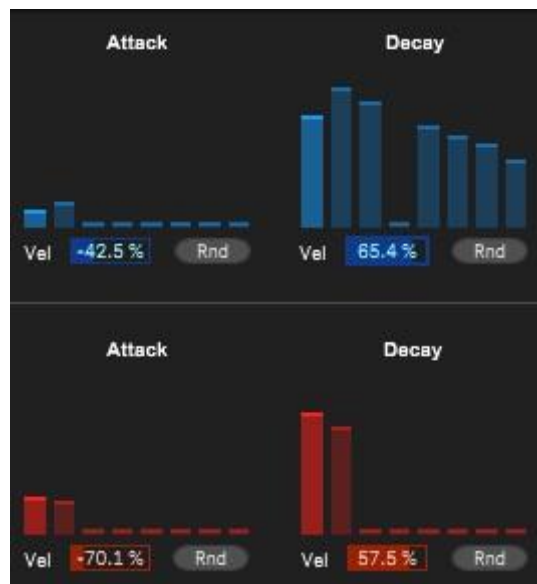 Attack Decay
Vel -42.5 % Rnd Vel 65.4 % Rnd
Attack Decay
Vel -70.1 % Rnd Vel 57.5 % Rnd